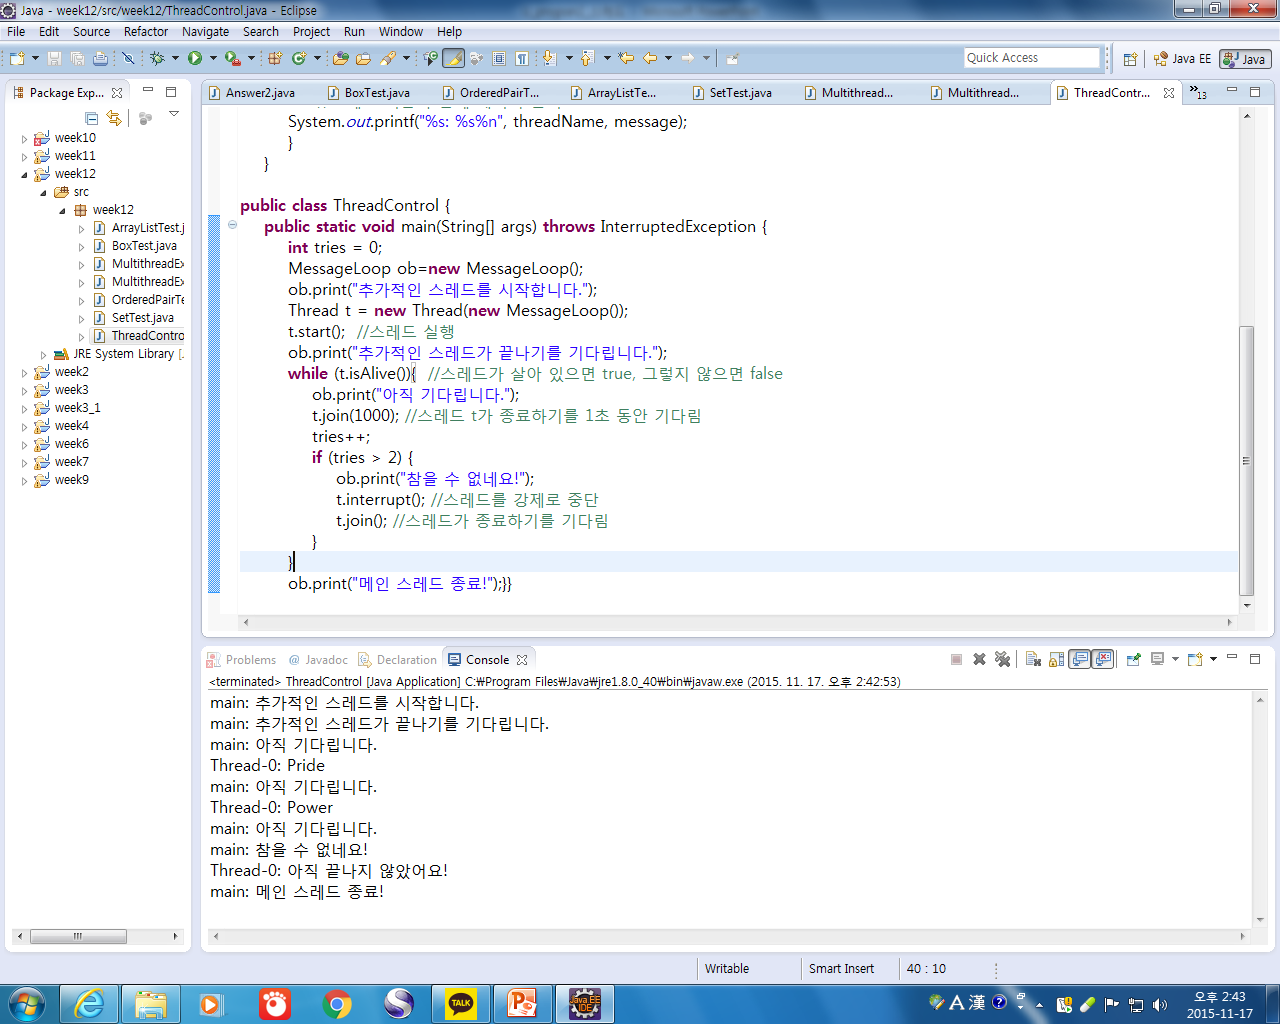 Java - week12/src/week12/ThreadControl.java - Eclipse
File Edit Source Refactor Navigate Search Project Run Window Help
Quick Access
Java EE
Java
Package Exp...
week10
week11
week12
src
week12
ArrayListTest.j
BoxTest.java
MultithreadEx
MultithreadEx
OrderedPairTe
SetTest.java
ThreadContro
JRE System Library [.
week2
week3
week3_1
week4
week6
week7
week9
Answer2.java BoxTest.java OrderedPairT... ArrayListTe... SetTest.java Multithread... Multithread... ThreadContr... »13
System.out.printf("%s: %s%n", threadName, message);
}
}
public class ThreadControl {
public static void main(String[] args) throws InterruptedException {
int tries = 0;
MessageLoop ob=new MessageLoop();
ob.print("추가적인 스레드를 시작합니다.");
Thread t = new Thread(new MessageLoop());
t.start(); //스레드 실행
ob.print("추가적인 스레드가 끝나기를 기다립니다.");
while (t.isAlive()){ //스레드가 살아 있으면 true, 그렇지 않으면 false
ob.print("아직 기다립니다.");
t.join(1000); //스레드 t가 종료하기를 1초 동안 기다림
tries++;
if (tries > 2) {
ob.print("참을 수 없네요!");
t.interrupt(); //스레드를 강제로 중단
t.join(); //스레드가 종료하기를 기다림
}
}
ob.print("메인 스레드 종료!");}}
Problems @ Javadoc Declaration Console
<terminated> ThreadControl [Java Application] C:₩Program Files₩Java₩jre1.8.0_40₩bin₩javaw.exe (2015. 11. 17. 오후 2:42:53)
main: 추가적인 스레드를 시작합니다.
main: 추가적인 스레드가 끝나기를 기다립니다.
main: 아직 기다립니다.
Thread-0: Pride
main: 아직 기다립니다.
Thread-0: Power
main: 아직 기다립니다.
main: 참을 수 없네요!
Thread-0: 아직 끝나지 않았어요!
main: 메인 스레드 종료!
Writable Smart Insert 40 : 10
TALK
Java EE
IDE
A 漢
오후 2:43
2015-11-17